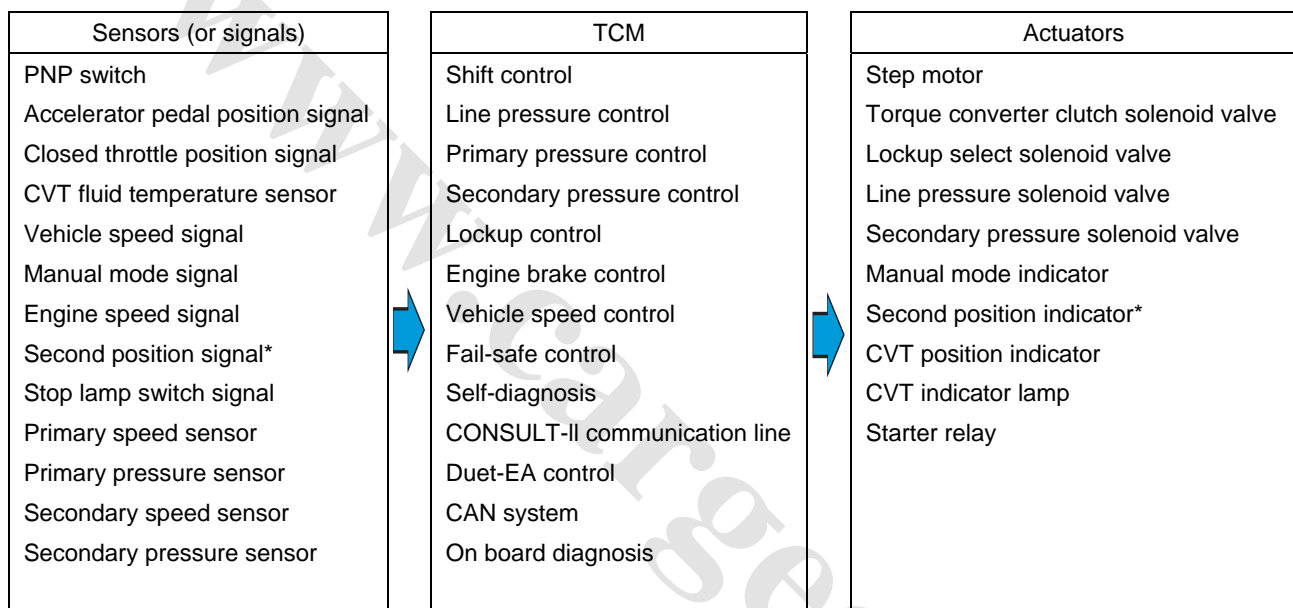 Sensors (or signals)
PNP switch
Accelerator pedal position signal
Closed throttle position signal
CVT fluid temperature sensor
Vehicle speed signal
Manual mode signal
Engine speed signal
Second position signal*
Stop lamp switch signal
Primary speed sensor
Primary pressure sensor
Secondary speed sensor
Secondary pressure sensor
TCM
Shift control
Line pressure control
Primary pressure control
Secondary pressure control
Lockup control
Engine brake control
Vehicle speed control
Fail-safe control
Self-diagnosis
CONSULT-II communication line
Duet-EA control
CAN system
On board diagnosis
Actuators
Step motor
Torque converter clutch solenoid valve
Lockup select solenoid valve
Line pressure solenoid valve
Secondary pressure solenoid valve
Manual mode indicator
Second position indicator*
CVT position indicator
CVT indicator lamp
Starter relay
www.carge